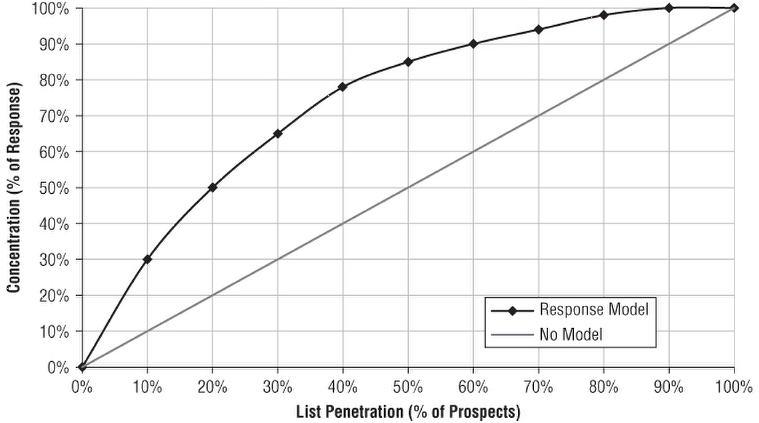 100%
90%
80%
70%
60%
50%
40%
30%
20%
10%
0%
Concentration (% of Response)
Response Model
No Model
0% 10% 20% 30% 40% 50% 60% 70% 80% 90% 100%
List Penetration (% of Prospects)